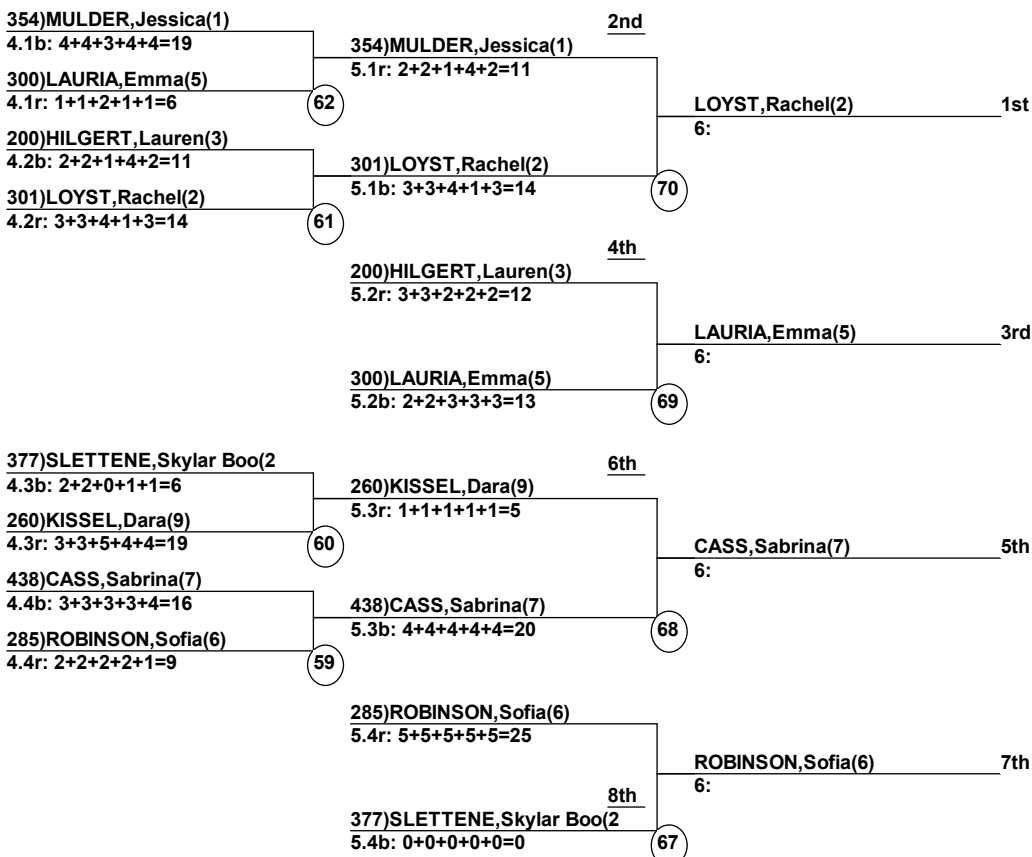 354)MULDER,Jessica(1)
4.1b: 4+4+3+4+4=19
300)LAURIA,Emma(5)
4.1r: 1+1+2+1+1=6
62
200)HILGERT,Lauren(3)
4.2b: 2+2+1+4+2=11
301)LOYST,Rachel(2)
4.2r: 3+3+4+1+3=14
61
2nd
354)MULDER,Jessica(1)
5.1r: 2+2+1+4+2=11
301)LOYST,Rachel(2)
5.1b: 3+3+4+1+3=14
70
LOYST,Rachel(2) 1st
6:
4th
200)HILGERT,Lauren(3)
5.2r: 3+3+2+2+2=12
300)LAURIA,Emma(5)
5.2b: 2+2+3+3+3=13
69
LAURIA,Emma(5) 3rd
6:
377)SLETTENE,Skylar Boo(2
4.3b: 2+2+0+1+1=6
260)KISSEL,Dara(9)
4.3r: 3+3+5+4+4=19
60
438)CASS,Sabrina(7)
4.4b: 3+3+3+3+4=16
285)ROBINSON,Sofia(6)
4.4r: 2+2+2+2+1=9
59
6th
260)KISSEL,Dara(9)
5.3r: 1+1+1+1+1=5
438)CASS,Sabrina(7)
5.3b: 4+4+4+4+4=20
68
CASS,Sabrina(7) 5th
6:
285)ROBINSON,Sofia(6)
5.4r: 5+5+5+5+5=25
8th
377)SLETTENE,Skylar Boo(2
5.4b: 0+0+0+0+0=0
67
ROBINSON,Sofia(6) 7th
6: